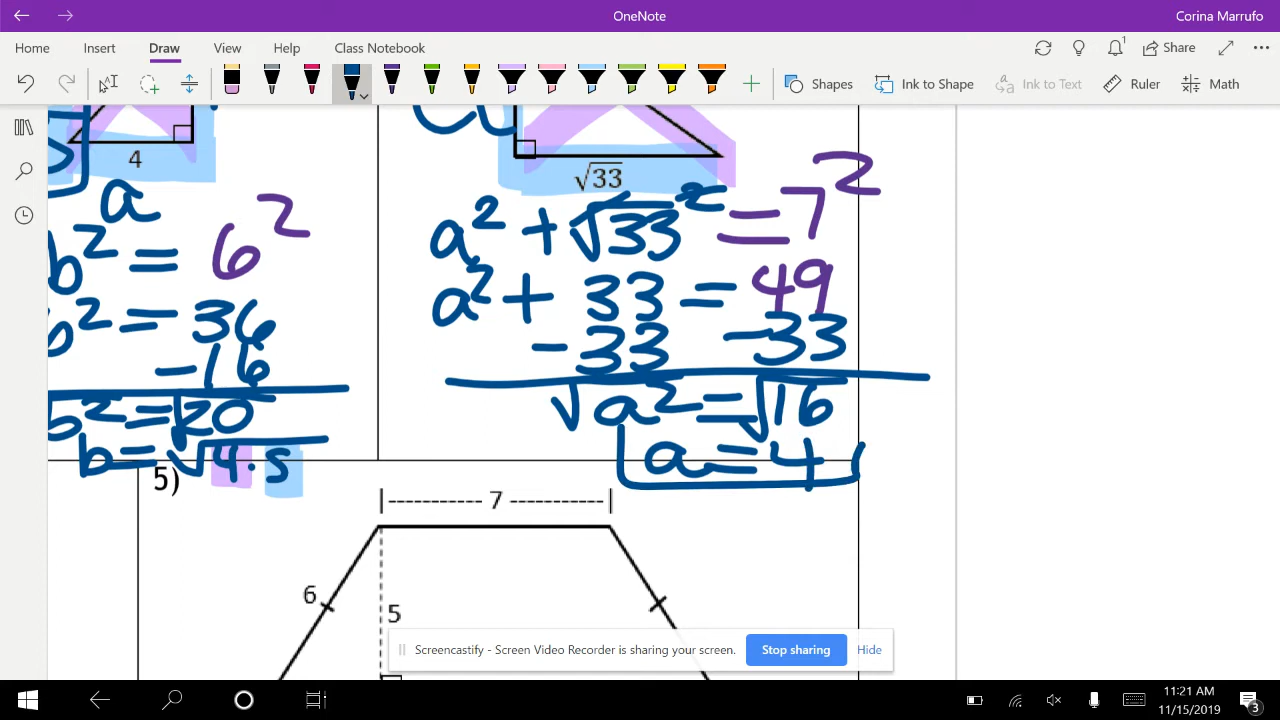 OneNote
Corina Marrufo
Home Insert Draw View Help Class Notebook
1 Share
Shapes Ink to Shape Ink to Text Ruler Math
4
a
b² = 6²
b² = 36
-16
b² = √20
b = √4·5
√33
a² + √33² = 7²
a² + 33 = 49
-33 -33
√a² = √16
a = 4
5)
7
6
5
Screencastify - Screen Video Recorder is sharing your screen. Stop sharing Hide
11:21 AM
11/15/2019
3